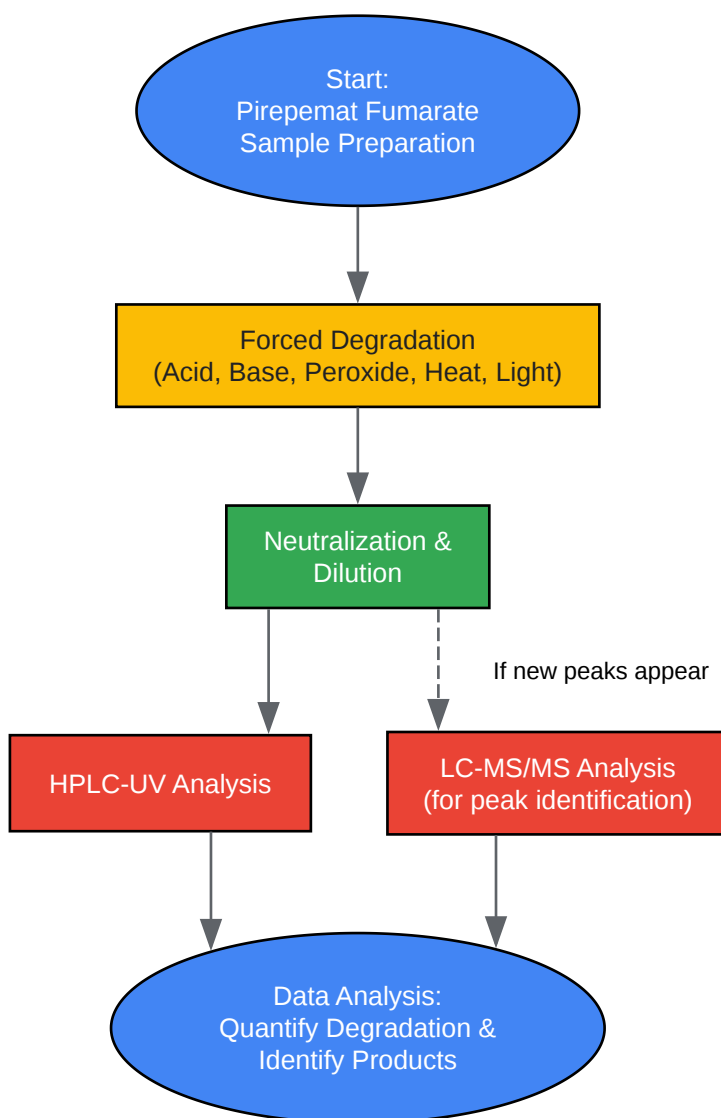 Start:
Pirepemat Fumarate
Sample Preparation
Forced Degradation
(Acid, Base, Peroxide, Heat, Light)
Neutralization &
Dilution
If new peaks appear
HPLC-UV Analysis
LC-MS/MS Analysis
(for peak identification)
Data Analysis:
Quantify Degradation &
Identify Products